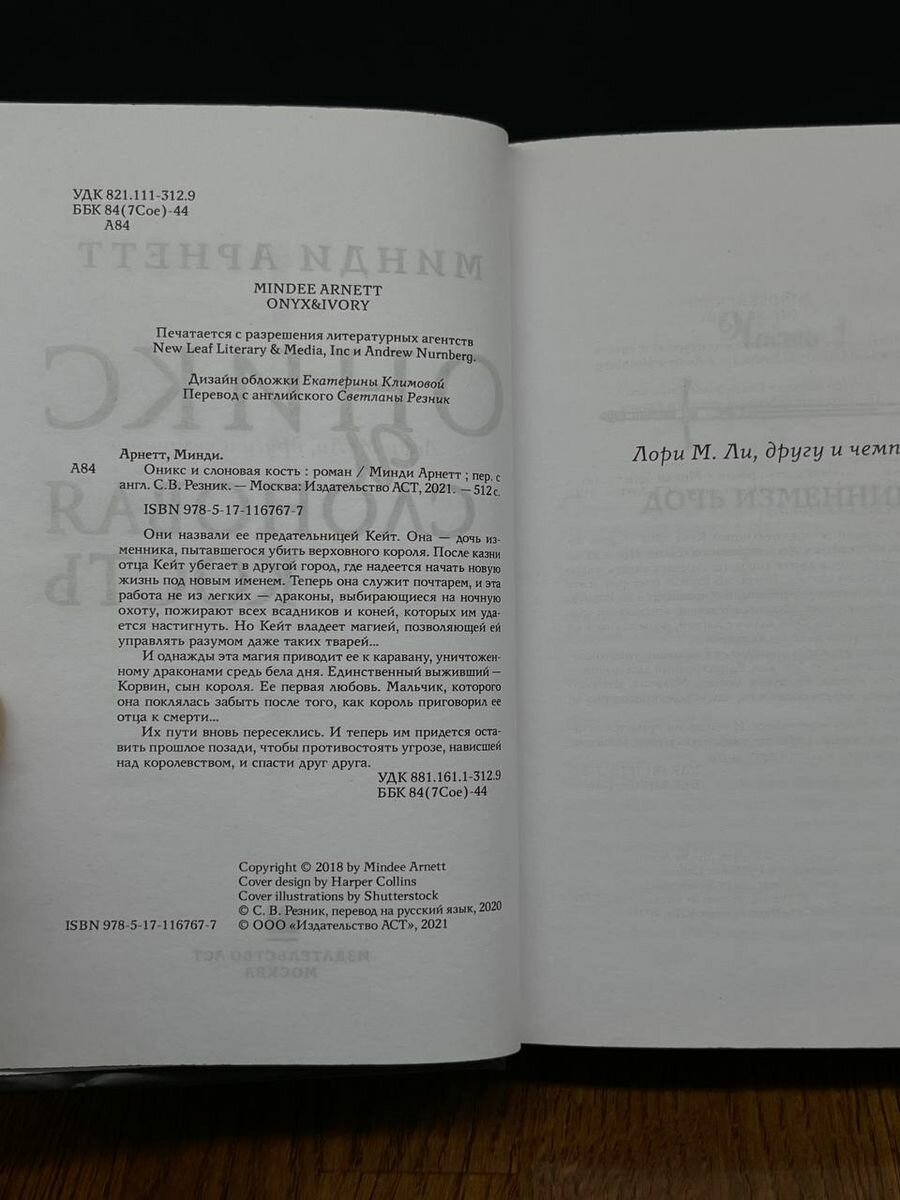 УДК 821.111-312.9
ББК 84(7Сое)-44
А84
MINDEE ARNETT
ONYX&IVORY
Печатается с разрешения литературных агентств
New Leaf Literary & Media, Inc и Andrew Nurnberg.
Дизайн обложки Екатерины Климовой
Перевод с английского Светланы Резник
Арнетт, Минди.
А84 Оникс и слоновая кость : роман / Минди Арнетт ; пер. с
англ. С.В. Резник. — Москва: Издательство АСТ, 2021. — 512 с.
ISBN 978-5-17-116767-7
Они назвали ее предательницей Кейт. Она — дочь из-
менника, пытавшегося убить верховного короля. После казни
отца Кейт убегает в другой город, где надеется начать новую
жизнь под новым именем. Теперь она служит почтарем, и эта
работа не из легких — драконы, выбирающиеся на ночную
охоту, пожирают всех всадников и коней, которых им уда-
ется настигнуть. Но Кейт владеет магией, позволяющей ей
управлять разумом даже таких тварей...
И однажды эта магия приводит ее к каравану, уничтожен-
ному драконами средь бела дня. Единственный выживший —
Корвин, сын короля. Ее первая любовь. Мальчик, которого
она поклялась забыть после того, как король приговорил ее
отца к смерти...
Их пути вновь пересеклись. И теперь им придется оста-
вить прошлое позади, чтобы противостоять угрозе, нависшей
над королевством, и спасти друг друга.
УДК 881.161.1-312.9
ББК 84(7Сое)-44
Copyright © 2018 by Mindee Arnett
Cover design by Harper Collins
Cover illustrations by Shutterstock
© С. В. Резник, перевод на русский язык, 2020
ISBN 978-5-17-116767-7 © ООО «Издательство АСТ», 2021
Лори М. Ли, другу и чемп
МИНДИ АРНЕТТ
ОНИКС
И
СЛОНОВАЯ
ИЗДАТЕЛЬСТВО АСТ
МОСКВА